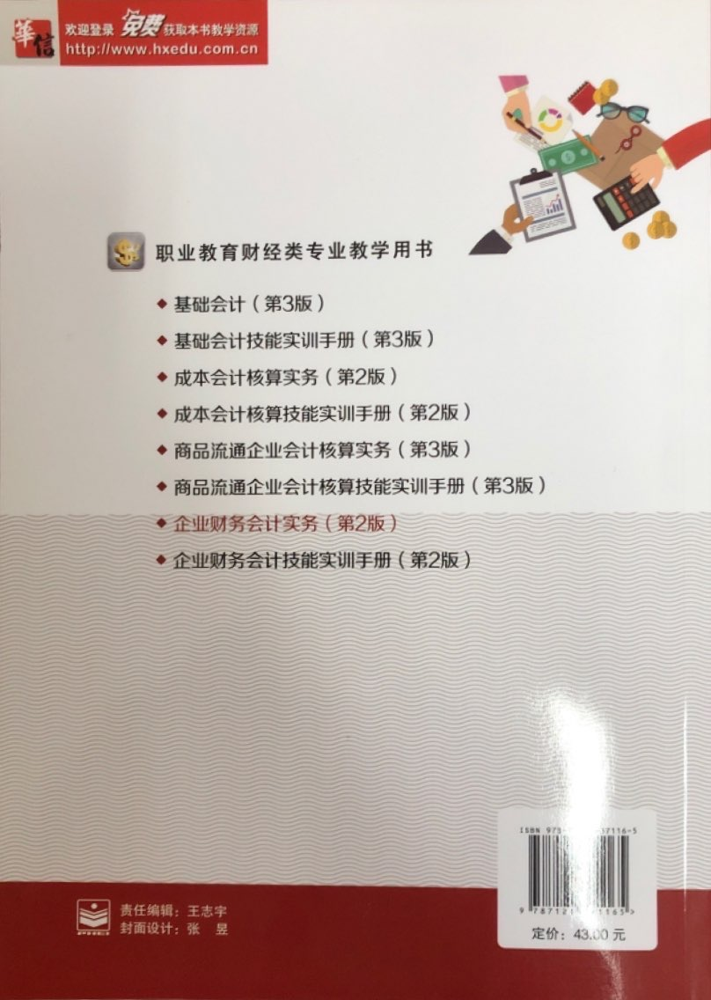 華信
欢迎登录 免费 获取本书教学资源
http://www.hxedu.com.cn
职业教育财经类专业教学用书
◆ 基础会计（第3版）
◆ 基础会计技能实训手册（第3版）
◆ 成本会计核算实务（第2版）
◆ 成本会计核算技能实训手册（第2版）
◆ 商品流通企业会计核算实务（第3版）
◆ 商品流通企业会计核算技能实训手册（第3版）
◆ 企业财务会计实务（第2版）
◆ 企业财务会计技能实训手册（第2版）
ISBN 37116-5
9 78712 1165>
定价：43.00 元
PHEI
责任编辑：王志宇
封面设计：张 昱